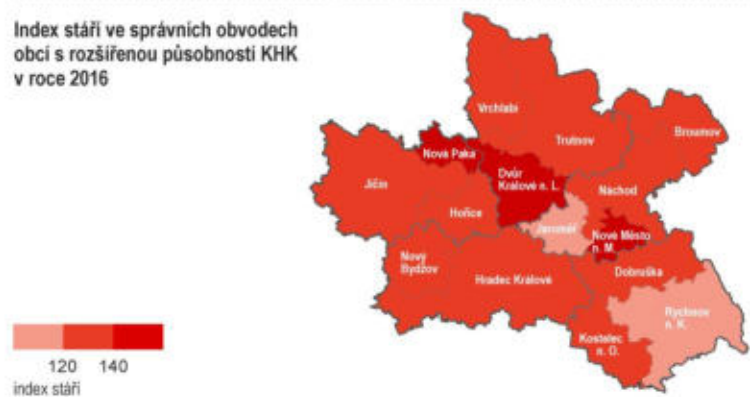 Index stáří ve správních obvodech
obcí s rozšířenou působností KHK
v roce 2016
Vrchlabí
Trutnov
Broumov
Nová Paka
Dvůr
Králové n. L.
Jičín
Náchod
Hořice
Jaroměř
Nové Město
n. M.
Nový
Bydžov
Hradec Králové
Dobruška
Rychnov
n. K.
Kostelec
n. O.
120 140
index stáří